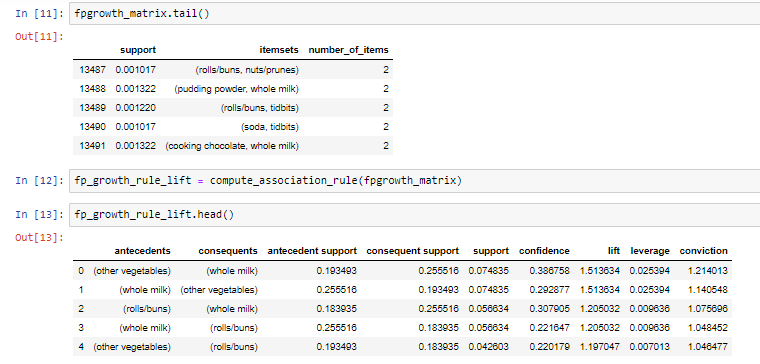 In [11]: fpgrowth_matrix.tail()
Out[11]:
support itemsets number_of_items
13487 0.001017 (rolls/buns, nuts/prunes) 2
13488 0.001322 (pudding powder, whole milk) 2
13489 0.001220 (rolls/buns, tidbits) 2
13490 0.001017 (soda, tidbits) 2
13491 0.001322 (cooking chocolate, whole milk) 2
In [12]: fp_growth_rule_lift = compute_association_rule(fpgrowth_matrix)
In [13]: fp_growth_rule_lift.head()
Out[13]:
antecedents consequents antecedent support consequent support support confidence lift leverage conviction
0 (other vegetables) (whole milk) 0.193493 0.255516 0.074835 0.386758 1.513634 0.025394 1.214013
1 (whole milk) (other vegetables) 0.255516 0.193493 0.074835 0.292877 1.513634 0.025394 1.140548
2 (rolls/buns) (whole milk) 0.183935 0.255516 0.056634 0.307905 1.205032 0.009636 1.075696
3 (whole milk) (rolls/buns) 0.255516 0.183935 0.056634 0.221647 1.205032 0.009636 1.048452
4 (other vegetables) (rolls/buns) 0.193493 0.183935 0.042603 0.220179 1.197047 0.007013 1.046477